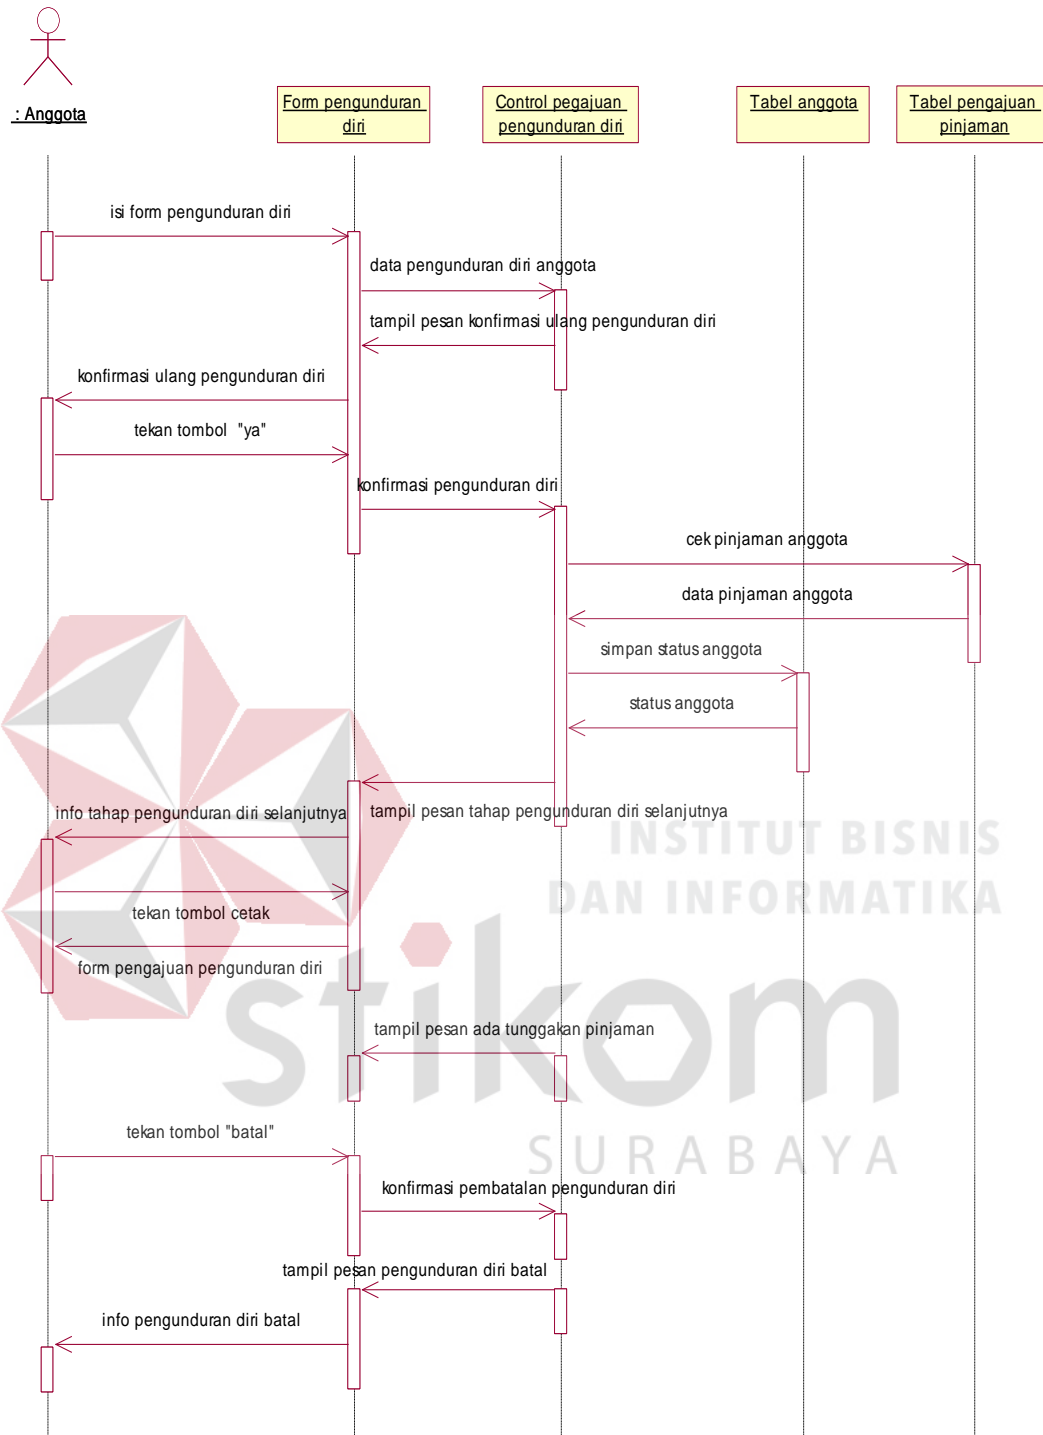 : Anggota
Form pengunduran
diri
Control pegajuan
pengunduran diri
Tabel anggota
Tabel pengajuan
pinjaman
isi form pengunduran diri
data pengunduran diri anggota
tampil pesan konfirmasi ulang pengunduran diri
konfirmasi ulang pengunduran diri
tekan tombol "ya"
konfirmasi pengunduran diri
cek pinjaman anggota
data pinjaman anggota
simpan status anggota
status anggota
tampil pesan tahap pengunduran diri selanjutnya
info tahap pengunduran diri selanjutnya
tekan tombol cetak
form pengajuan pengunduran diri
tampil pesan ada tunggakan pinjaman
tekan tombol "batal"
konfirmasi pembatalan pengunduran diri
tampil pesan pengunduran diri batal
info pengunduran diri batal
INSTITUT BISNIS
DAN INFORMATIKA
stikom
SURABAYA